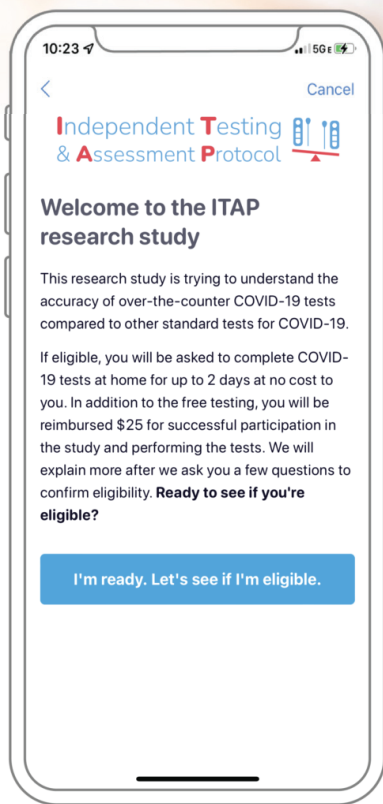 10:23
5G E
Cancel
Independent Testing
& Assessment Protocol
Welcome to the ITAP
research study
This research study is trying to understand the
accuracy of over-the-counter COVID-19 tests
compared to other standard tests for COVID-19.
If eligible, you will be asked to complete COVID-
19 tests at home for up to 2 days at no cost to
you. In addition to the free testing, you will be
reimbursed $25 for successful participation in
the study and performing the tests. We will
explain more after we ask you a few questions to
confirm eligibility. Ready to see if you're
eligible?
I'm ready. Let's see if I'm eligible.